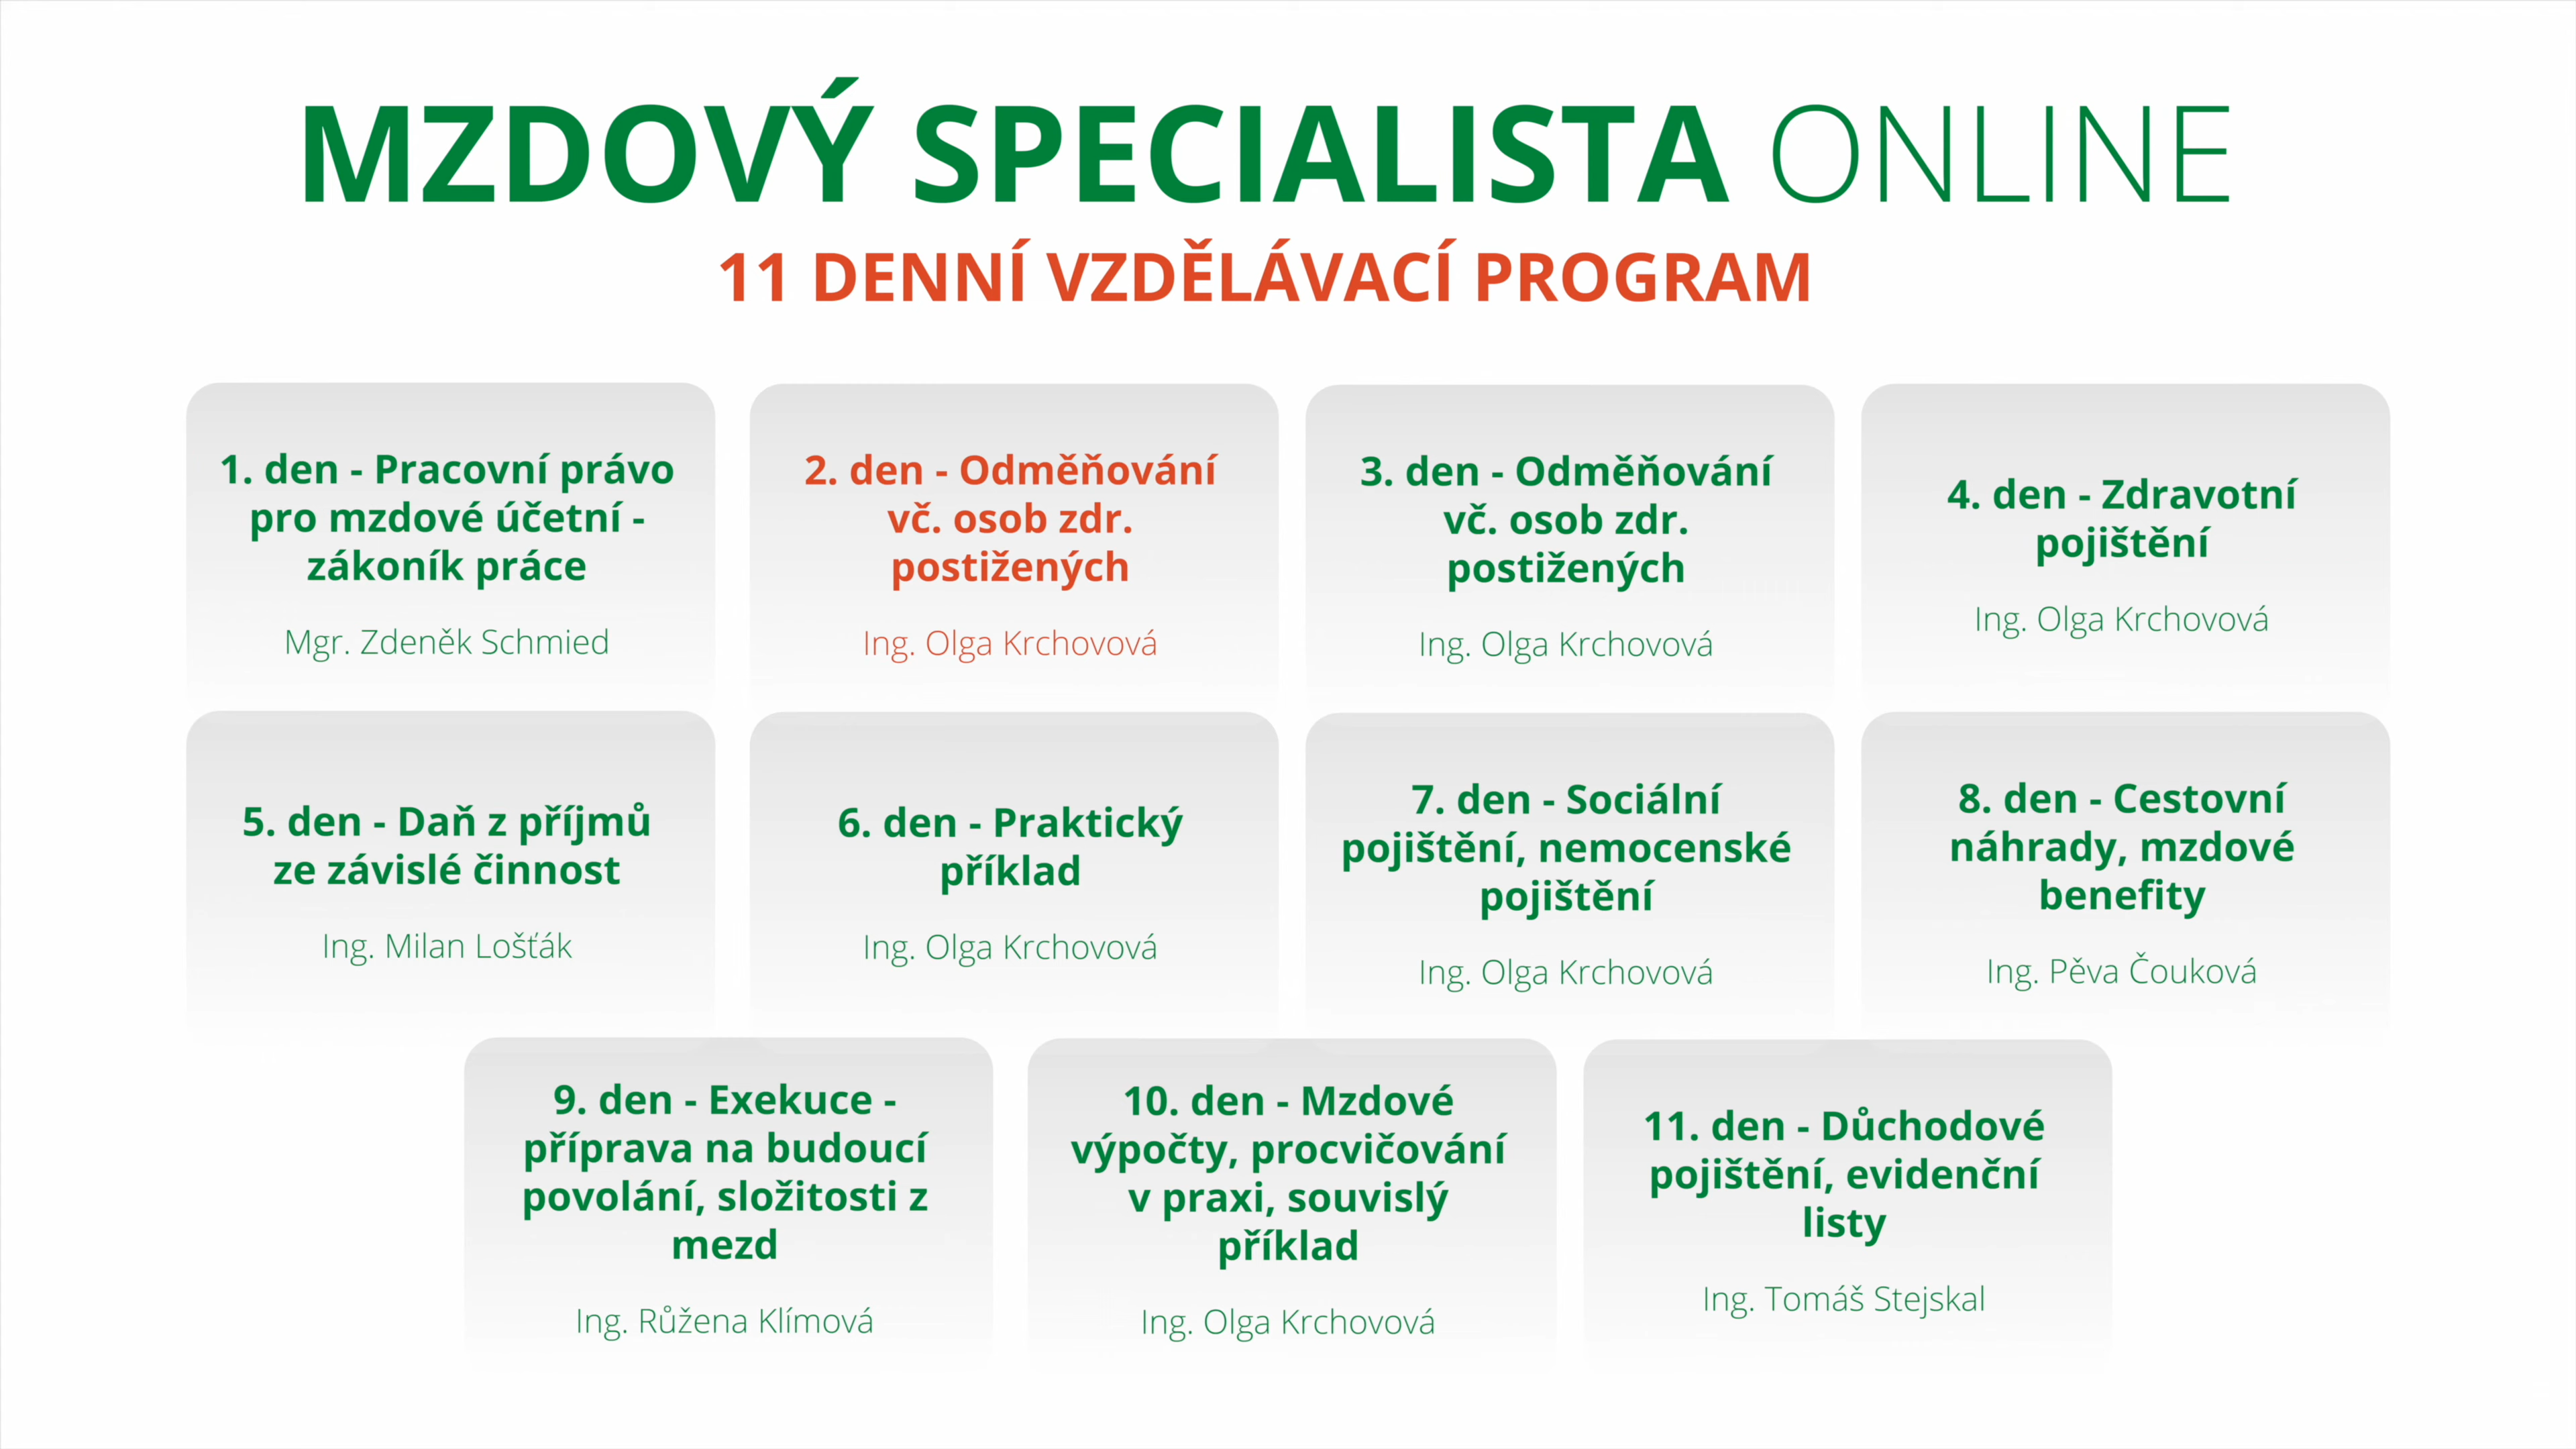 MZDOVÝ SPECIALISTA ONLINE
11 DENNÍ VZDĚLÁVACÍ PROGRAM
1. den - Pracovní právo
pro mzdové účetní -
zákoník práce
Mgr. Zdeněk Schmied
2. den - Odměňování
vč. osob zdr.
postižených
Ing. Olga Krchovová
3. den - Odměňování
vč. osob zdr.
postižených
Ing. Olga Krchovová
4. den - Zdravotní
pojištění
Ing. Olga Krchovová
5. den - Daň z příjmů
ze závislé činnost
Ing. Milan Lošťák
6. den - Praktický
příklad
Ing. Olga Krchovová
7. den - Sociální
pojištění, nemocenské
pojištění
Ing. Olga Krchovová
8. den - Cestovní
náhrady, mzdové
benefity
Ing. Pěva Čouková
9. den - Exekuce -
příprava na budoucí
povolání, složitosti z
mezd
Ing. Růžena Klímová
10. den - Mzdové
výpočty, procvičování
v praxi, souvislý
příklad
Ing. Olga Krchovová
11. den - Důchodové
pojištění, evidenční
listy
Ing. Tomáš Stejskal